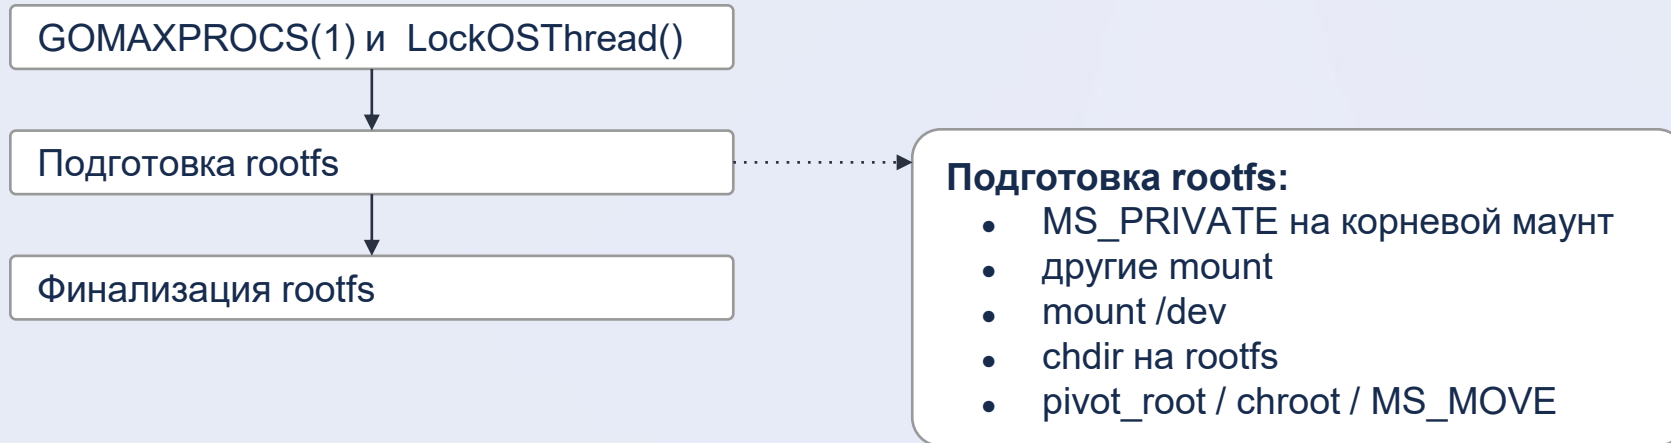 GOMAXPROCS(1) и LockOSThread()
Подготовка rootfs
Финализация rootfs
Подготовка rootfs:
● MS_PRIVATE на корневой маунт
● другие mount
● mount /dev
● chdir на rootfs
● pivot_root / chroot / MS_MOVE